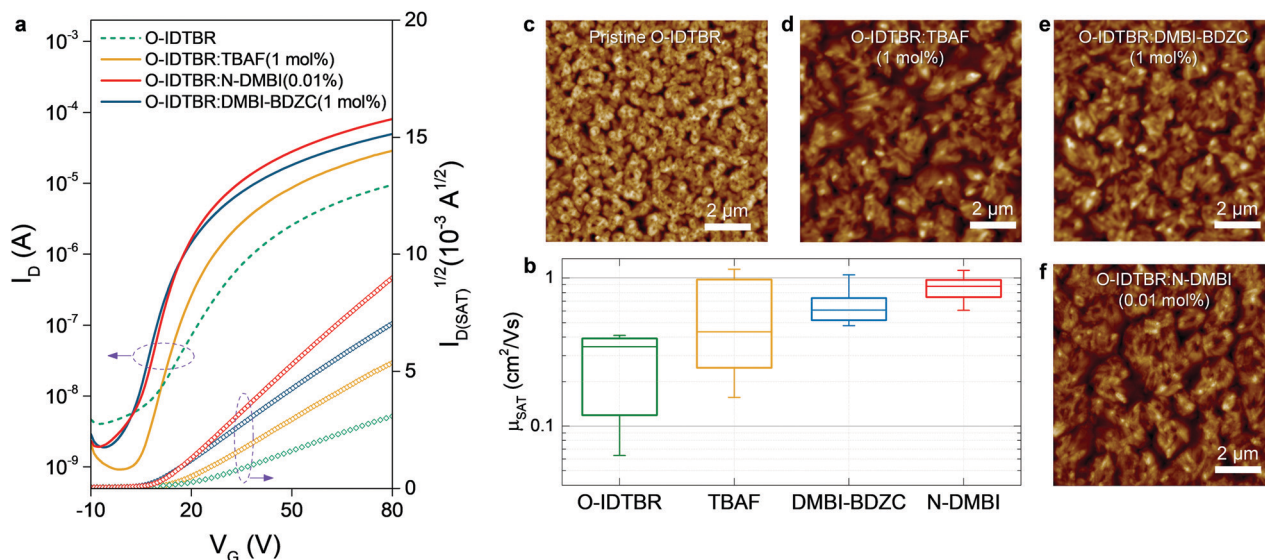 a
10⁻³
10⁻⁴
10⁻⁵
10⁻⁶
10⁻⁷
10⁻⁸
10⁻⁹
I_D (A)
O-IDTBR
O-IDTBR:TBAF(1 mol%)
O-IDTBR:N-DMBI(0.01%)
O-IDTBR:DMBI-BDZC(1 mol%)
-10 20 50 80
V_G (V)
20
15
10
5
0
I_D(SAT)^1/2(10⁻³ A^1/2)
c
Pristine O-IDTBR
2 µm
d
O-IDTBR:TBAF
(1 mol%)
2 µm
e
O-IDTBR:DMBI-BDZC
(1 mol%)
2 µm
b
1
0.1
µ_SAT (cm²/Vs)
O-IDTBR TBAF DMBI-BDZC N-DMBI
f
O-IDTBR:N-DMBI
(0.01 mol%)
2 µm